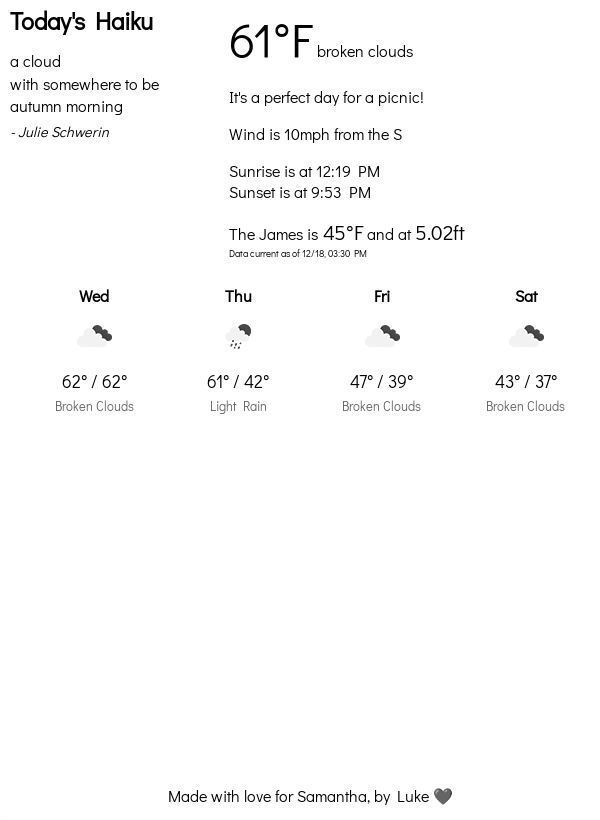 Today's Haiku
a cloud
with somewhere to be
autumn morning
- Julie Schwerin
61°F broken clouds
It's a perfect day for a picnic!
Wind is 10mph from the S
Sunrise is at 12:19 PM
Sunset is at 9:53 PM
The James is 45°F and at 5.02ft
Data current as of 12/18, 03:30 PM
Wed Thu Fri Sat
62° / 62° 61° / 42° 47° / 39° 43° / 37°
Broken Clouds Light Rain Broken Clouds Broken Clouds
Made with love for Samantha, by Luke 🖤